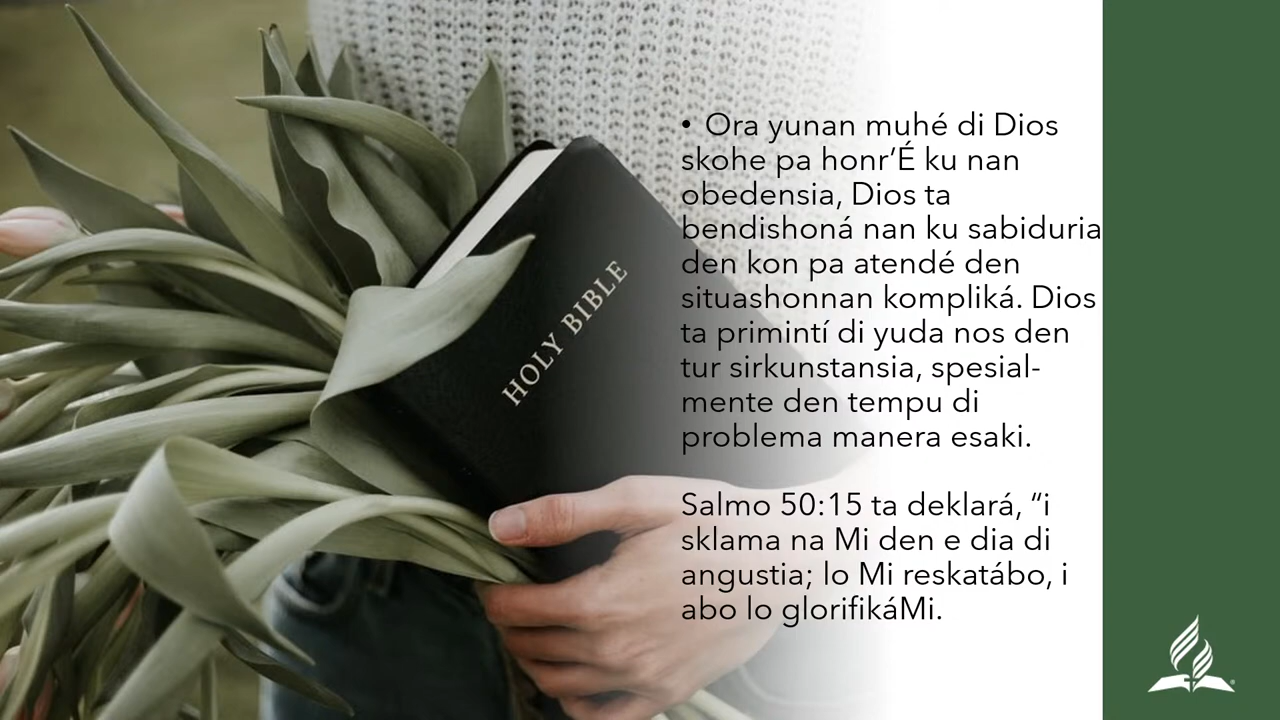 • Ora yunan muhé di Dios
skohe pa honr’É ku nan
obedensia, Dios ta
bendishoná nan ku sabiduria
den kon pa atendé den
situashonnan kompliká. Dios
ta primintí di yuda nos den
tur sirkunstansia, spesial-
mente den tempu di
problema manera esaki.
Salmo 50:15 ta deklará, “i
sklama na Mi den e dia di
angustia; lo Mi reskatábo, i
abo lo glorifikáMi.
HOLY BIBLE